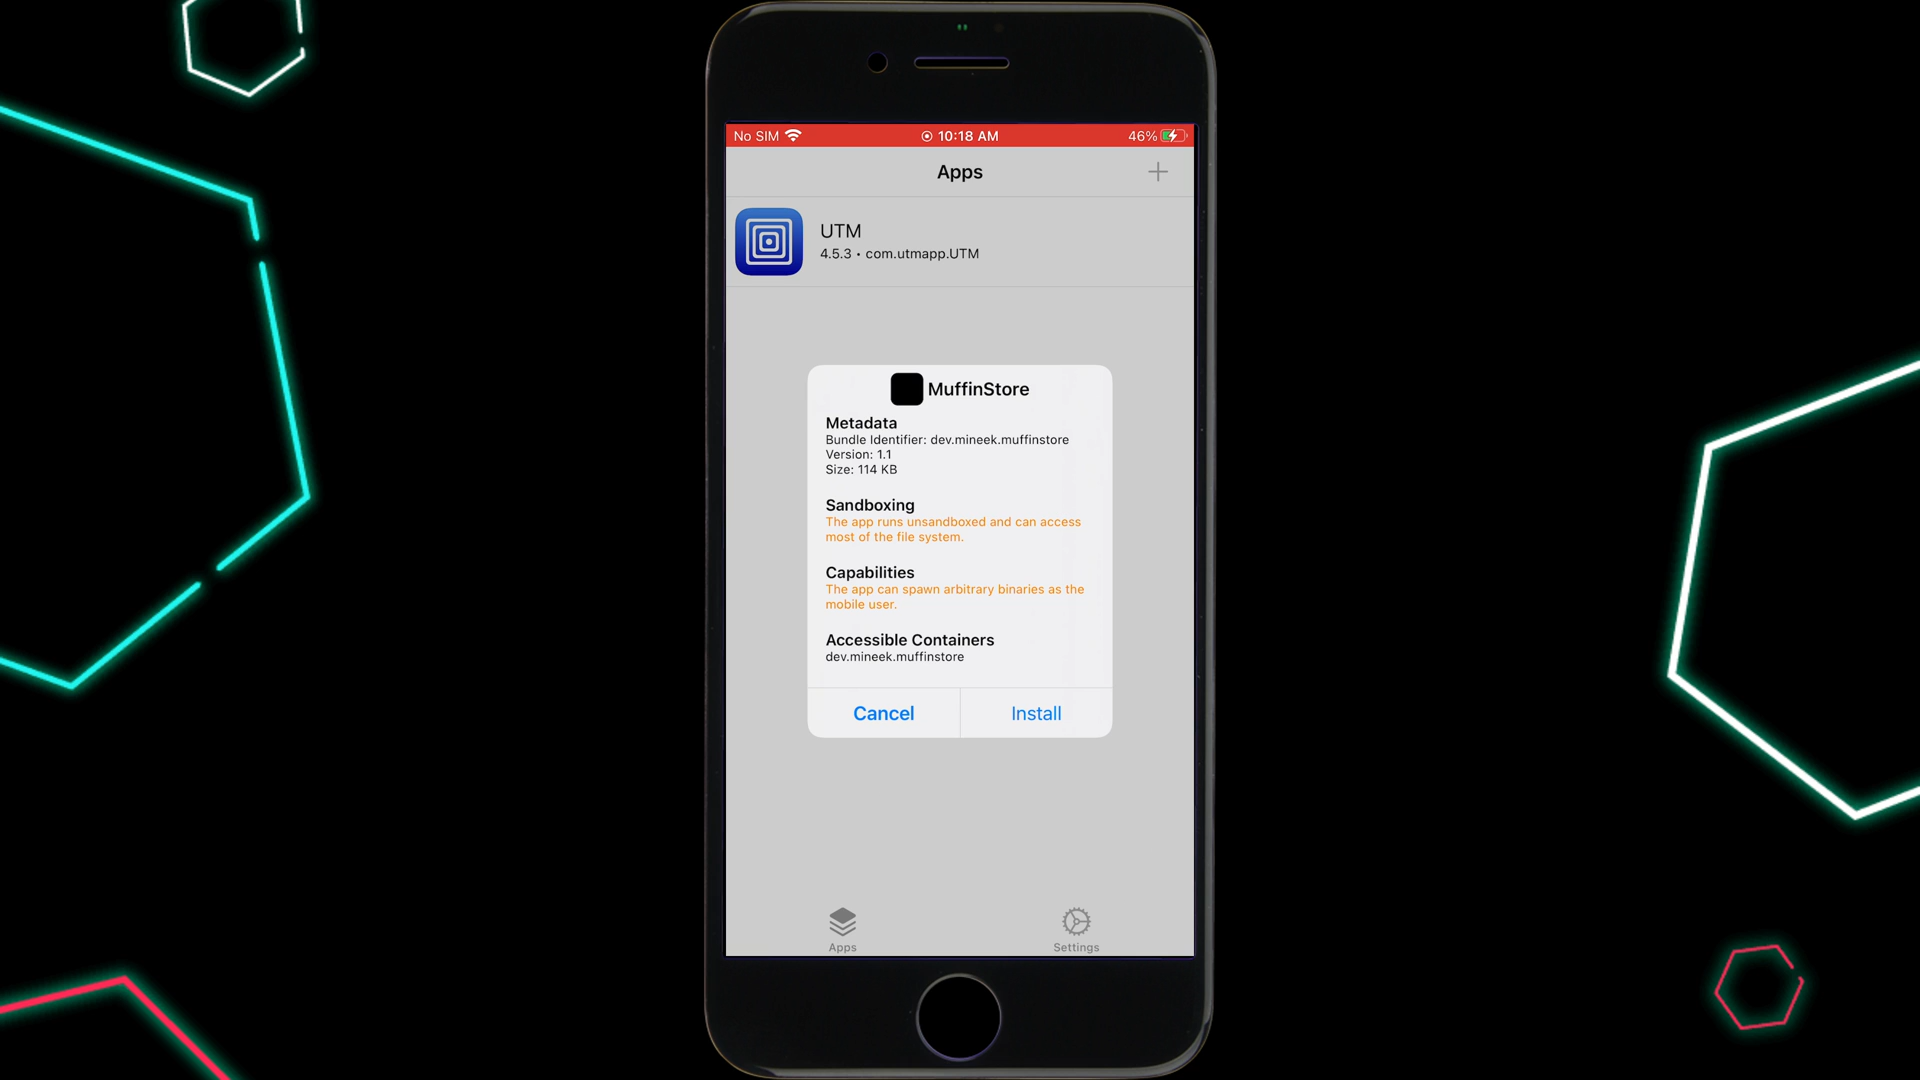 No SIM
10:18 AM
46%
Apps
UTM
4.5.3 • com.utmapp.UTM
MuffinStore
Metadata
Bundle Identifier: dev.mineek.muffinstore
Version: 1.1
Size: 114 KB
Sandboxing
The app runs unsandboxed and can access
most of the file system.
Capabilities
The app can spawn arbitrary binaries as the
mobile user.
Accessible Containers
dev.mineek.muffinstore
Cancel
Install
Apps
Settings